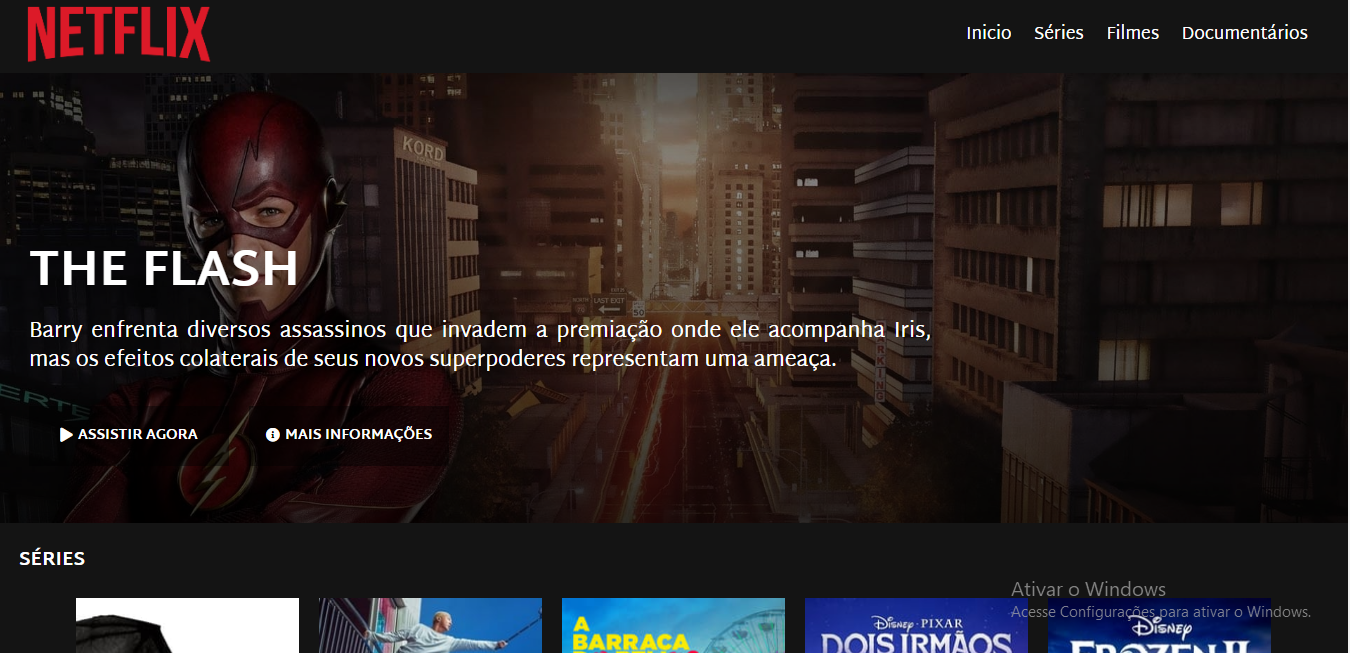 NETFLIX
Inicio Séries Filmes Documentários
KORD
LAST EXIT
THE FLASH
Barry enfrenta diversos assassinos que invadem a premiação onde ele acompanha Iris,
mas os efeitos colaterais de seus novos superpoderes representam uma ameaça.
ASSISTIR AGORA MAIS INFORMAÇÕES
SÉRIES
Ativar o Windows
Acesse Configurações para ativar o Windows.
A
BARRACA
Disney · PIXAR
DOIS IRMÃOS
Disney
FROZEN II